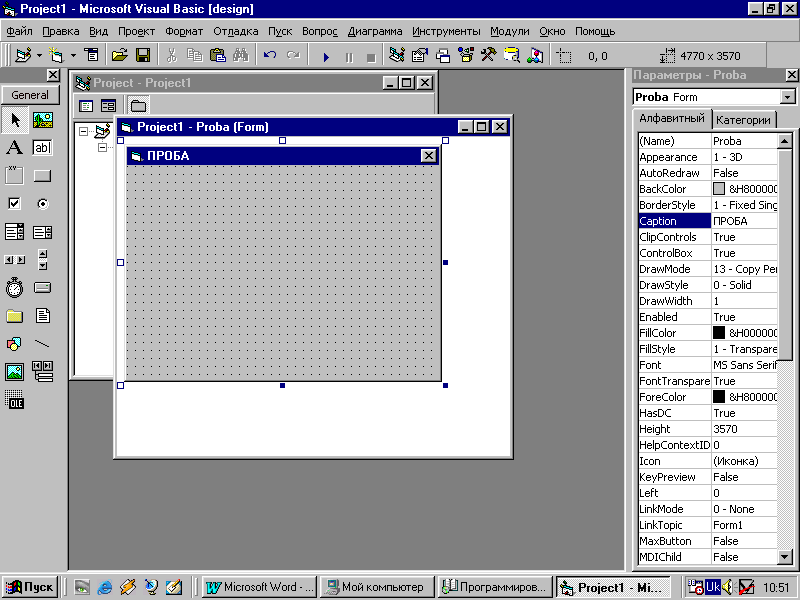 Project1 - Microsoft Visual Basic [design]
Файл Правка Вид Проект Формат Отладка Пуск Вопрос Диаграмма Инструменты Модули Окно Помощь
0, 0 4770 x 3570
General
A ab|
xv
OLE
Project - Project1
Project1 - Proba (Form)
ПРОБА
Параметры - Proba
Proba Form
Алфавитный Категории
(Name) Proba
Appearance 1 - 3D
AutoRedraw False
BackColor &H800000
BorderStyle 1 - Fixed Sing
Caption ПРОБА
ClipControls True
ControlBox True
DrawMode 13 - Copy Pe
DrawStyle 0 - Solid
DrawWidth 1
Enabled True
FillColor &H000000
FillStyle 1 - Transpare
Font MS Sans Serif
FontTranspare True
ForeColor &H800000
HasDC True
Height 3570
HelpContextID 0
Icon (Иконка)
KeyPreview False
Left 0
LinkMode 0 - None
LinkTopic Form1
MaxButton False
MDIChild False
Пуск Microsoft Word - ... Мой компьютер Программиров... Project1 - Mi... Uk 10:51